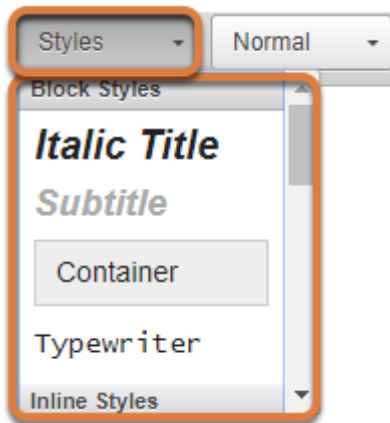 Styles Normal
Block Styles
Italic Title
Subtitle
Container
Typewriter
Inline Styles